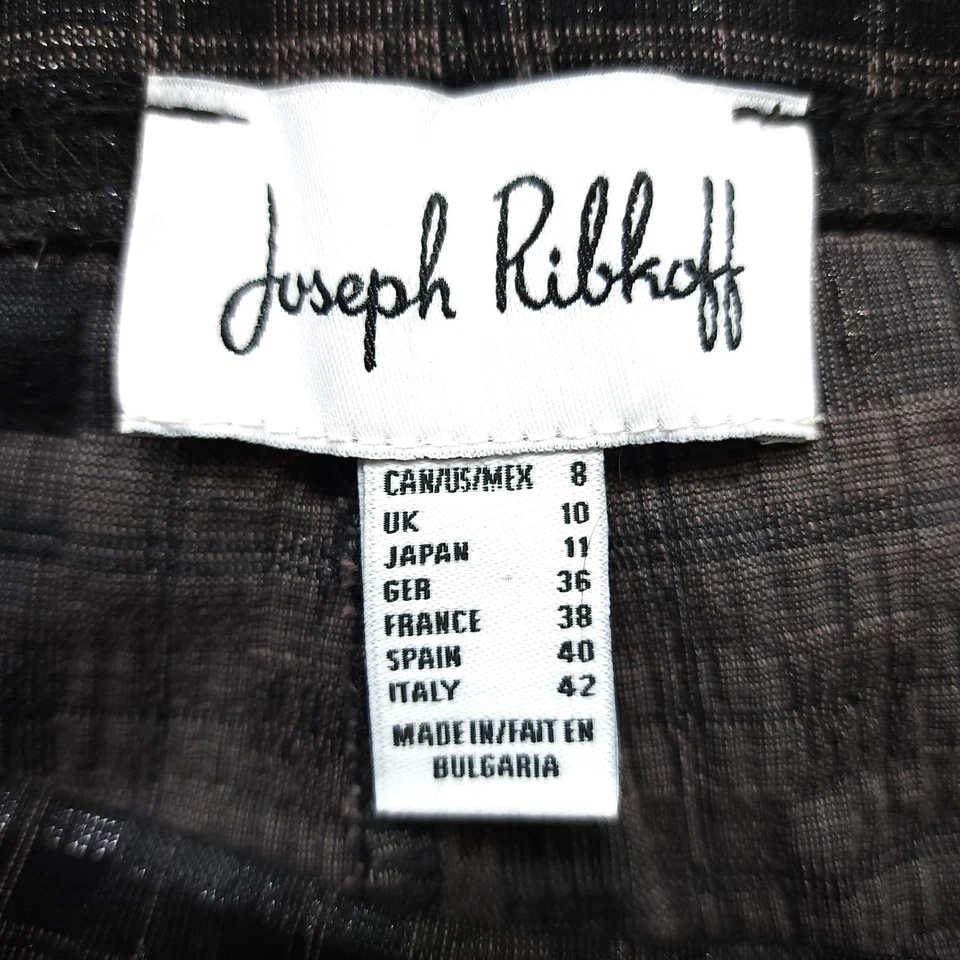 Joseph Ribkoff
CAN/US/MEX 8
UK 10
JAPAN 11
GER 36
FRANCE 38
SPAIN 40
ITALY 42
MADE IN/FAIT EN
BULGARIA